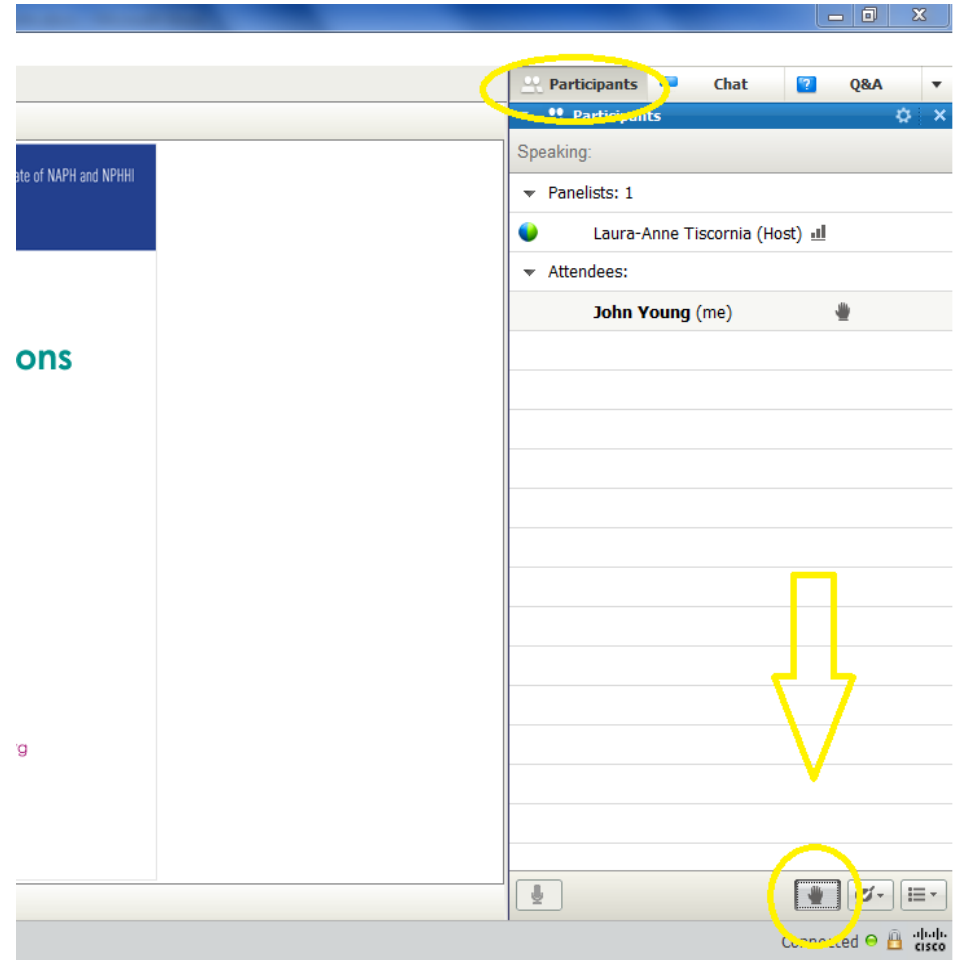 Participants
Chat
? Q&A
Participants
Speaking:
ate of NAPH and NPHHI
Panelists: 1
Laura-Anne Tiscornia (Host)
Attendees:
John Young (me)
ons
rg
Connected
cisco